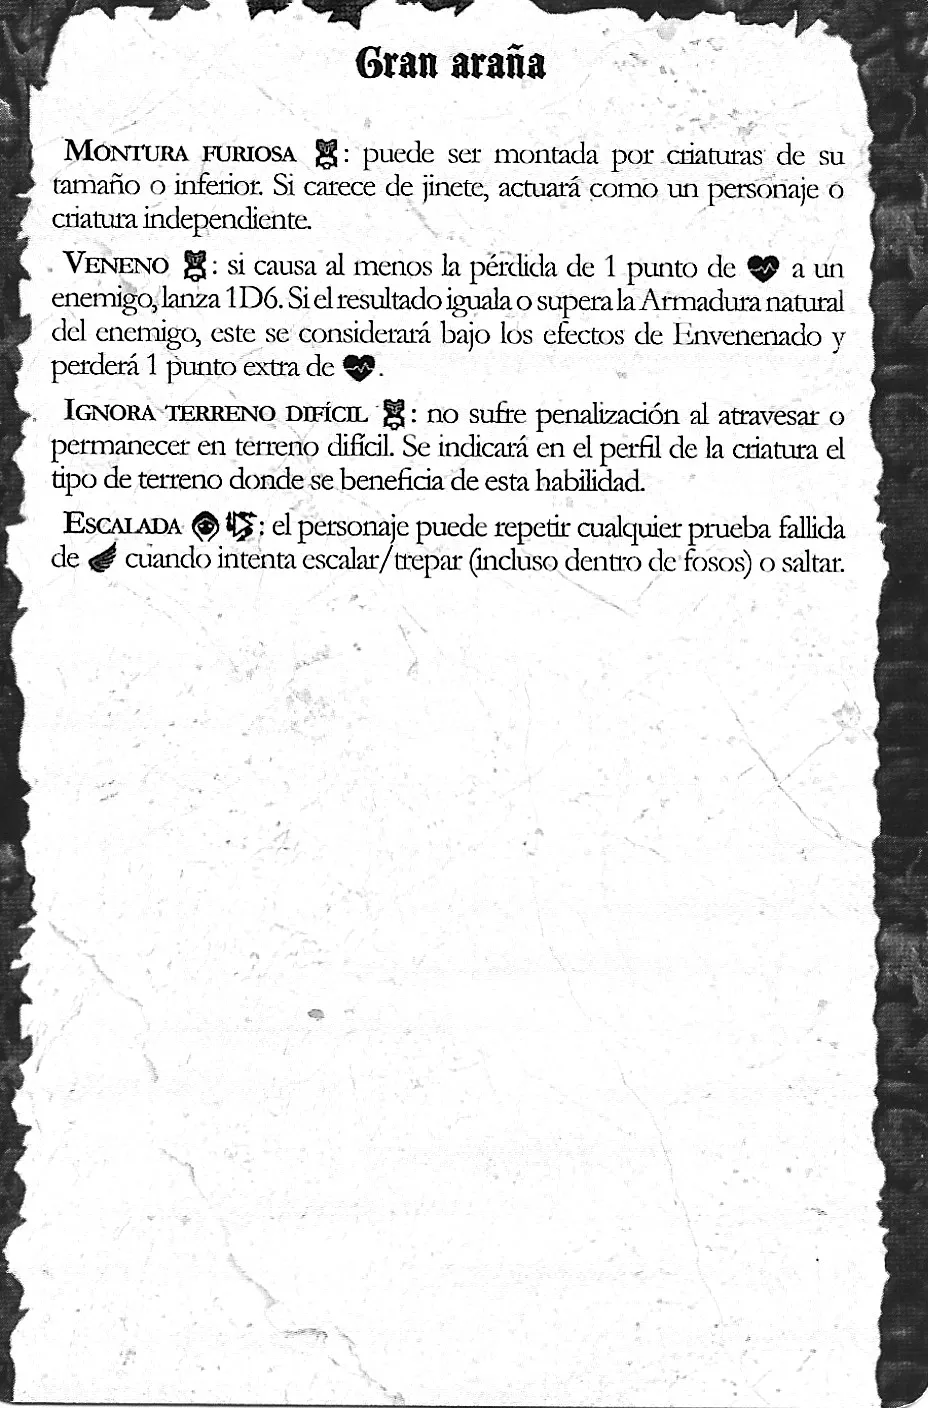 Gran araña
MONTURA FURIOSA : puede ser montada por criaturas de su
tamaño o inferior. Si carece de jinete, actuará como un personaje o
criatura independiente.
VENENO : si causa al menos la pérdida de 1 punto de a un
enemigo, lanza 1D6. Si el resultado iguala o supera la Armadura natural
del enemigo, este se considerará bajo los efectos de Envenenado y
perderá 1 punto extra de .
IGNORA TERRENO DIFÍCIL : no sufre penalización al atravesar o
permanecer en terreno difícil. Se indicará en el perfil de la criatura el
tipo de terreno donde se beneficia de esta habilidad.
ESCALADA : el personaje puede repetir cualquier prueba fallida
de cuando intenta escalar/trepar (incluso dentro de fosos) o saltar.